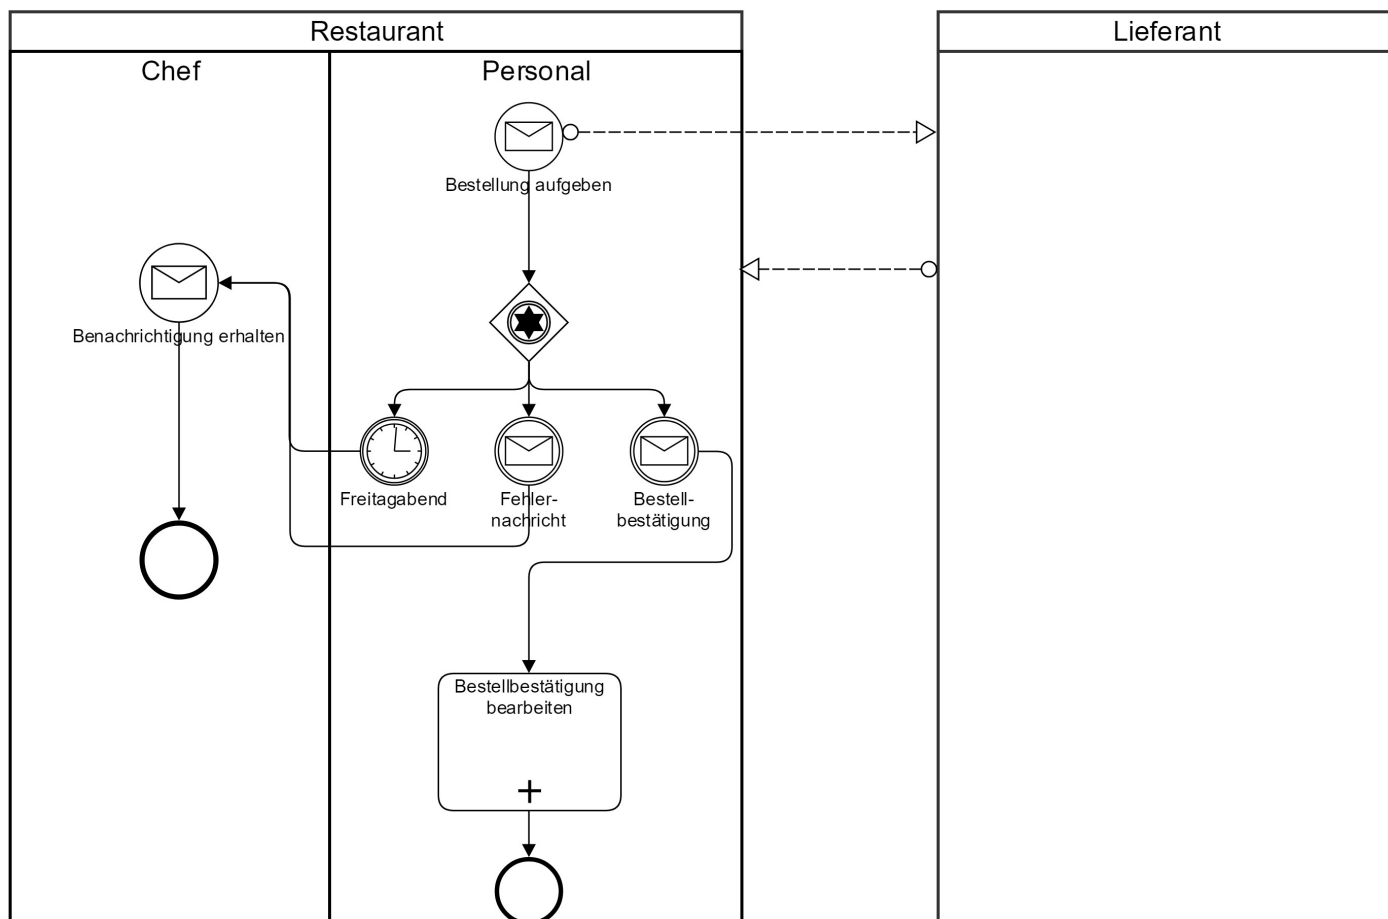 Restaurant
Lieferant
Chef
Personal
Bestellung aufgeben
Benachrichtigung erhalten
Freitagabend
Fehler-
nachricht
Bestell-
bestätigung
Bestellbestätigung
bearbeiten